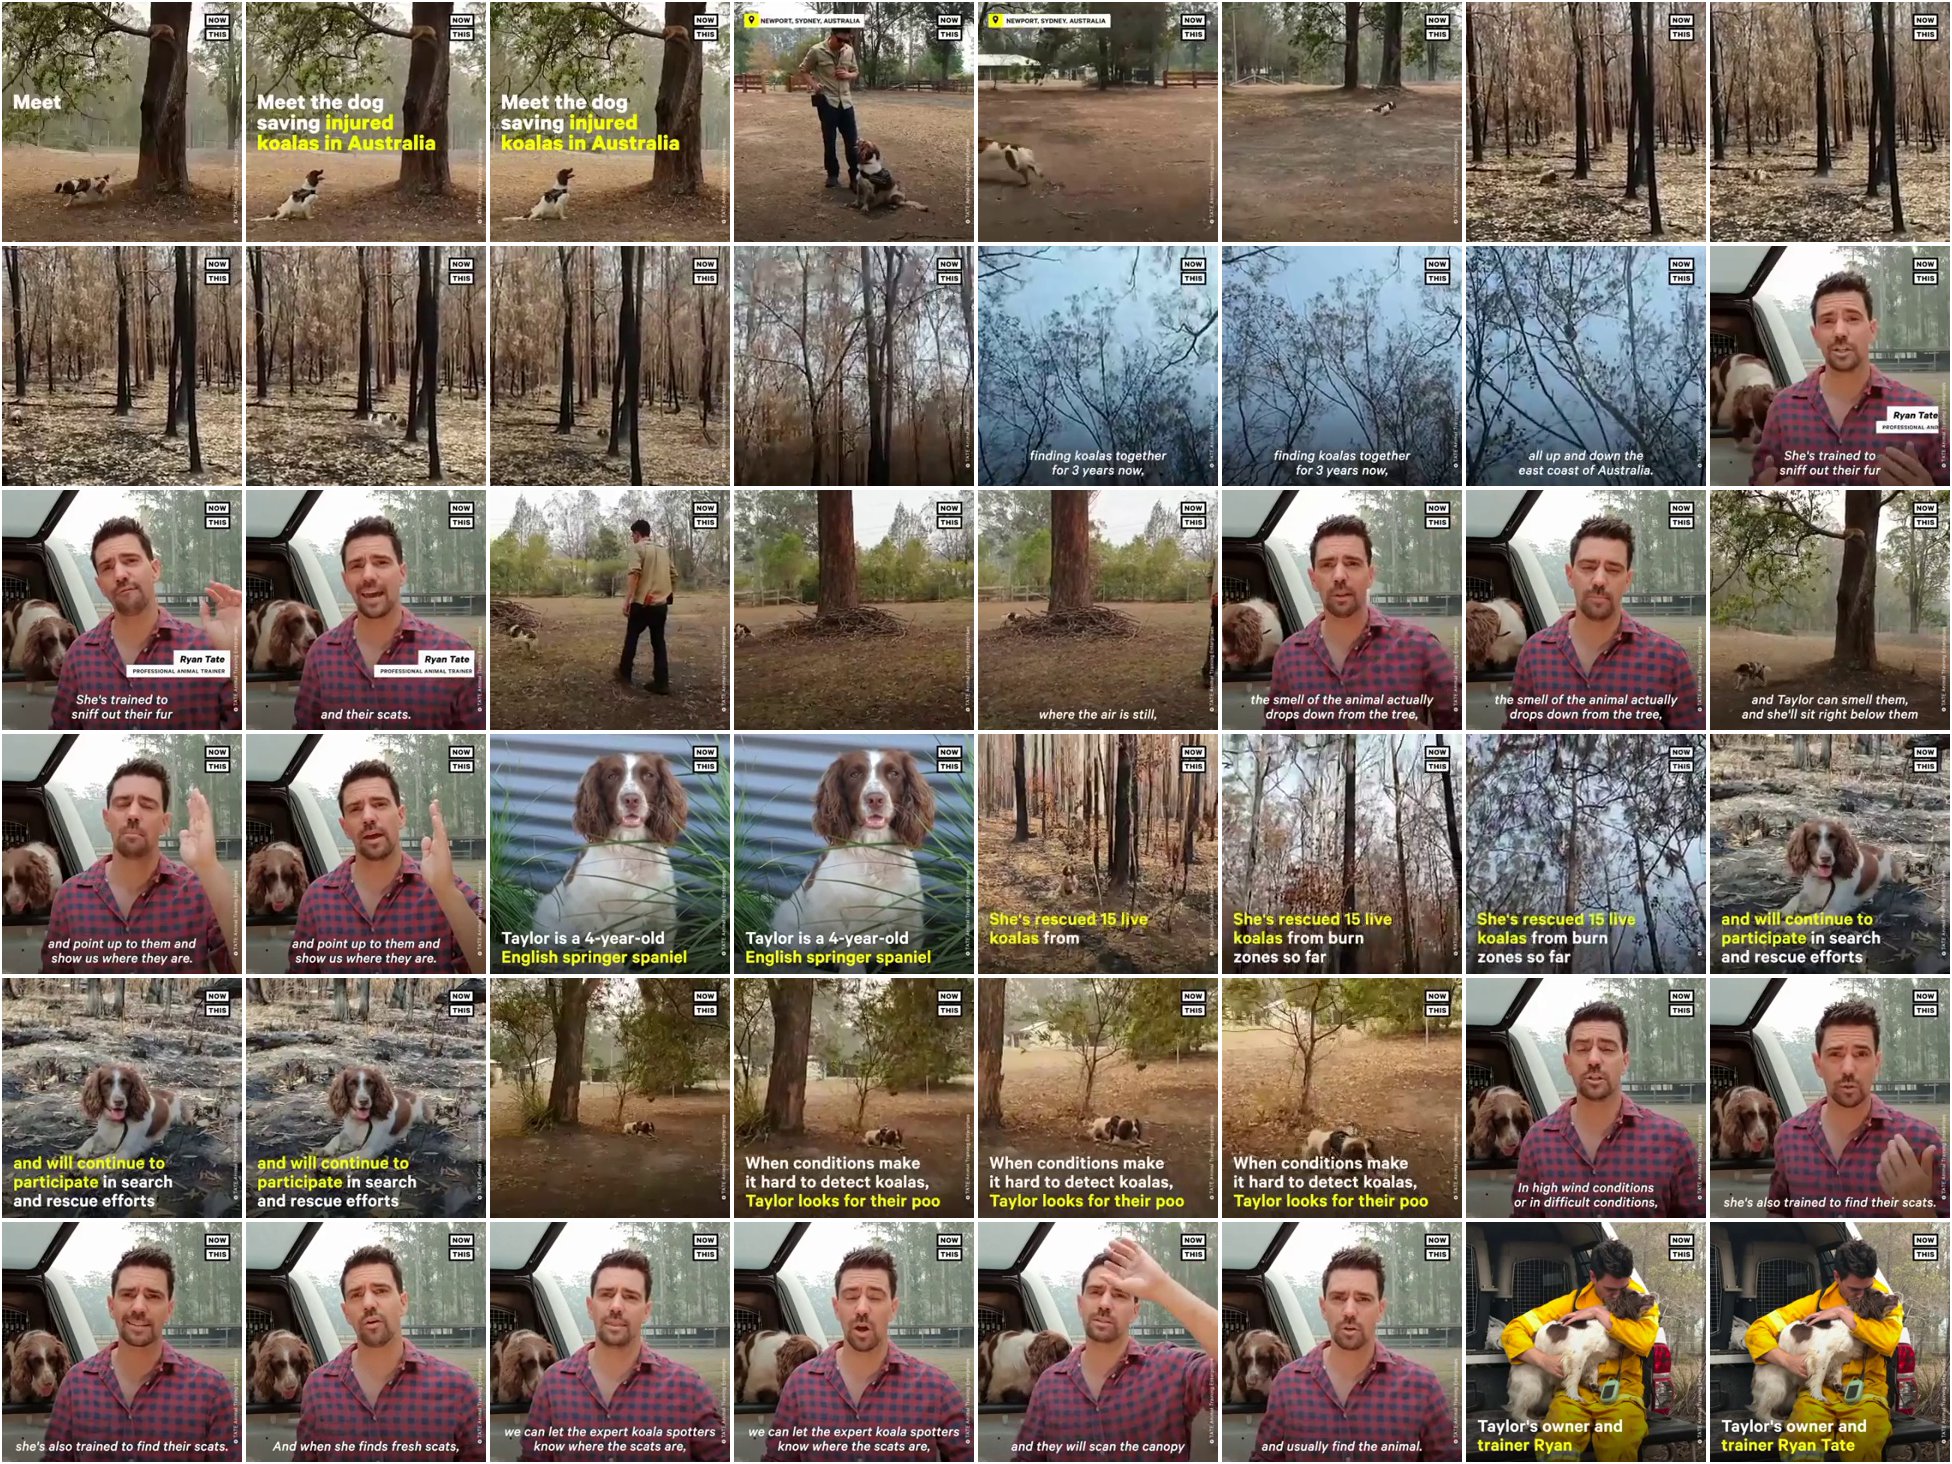 NOW
THIS
Meet
NOW
THIS
Meet the dog
saving injured
koalas in Australia
NOW
THIS
Meet the dog
saving injured
koalas in Australia
NEWPORT, SYDNEY, AUSTRALIA
NOW
THIS
NEWPORT, SYDNEY, AUSTRALIA
NOW
THIS
NOW
THIS
NOW
THIS
NOW
THIS
NOW
THIS
NOW
THIS
NOW
THIS
NOW
THIS
NOW
THIS
finding koalas together
for 3 years now,
NOW
THIS
finding koalas together
for 3 years now,
NOW
THIS
all up and down the
east coast of Australia.
NOW
THIS
Ryan Tate
PROFESSIONAL
She's trained to
sniff out their fur
NOW
THIS
Ryan Tate
PROFESSIONAL ANIMAL TRAINER
She's trained to
sniff out their fur
NOW
THIS
Ryan Tate
PROFESSIONAL ANIMAL TRAINER
and their scats.
NOW
THIS
NOW
THIS
NOW
THIS
where the air is still,
NOW
THIS
the smell of the animal actually
drops down from the tree,
NOW
THIS
the smell of the animal actually
drops down from the tree,
NOW
THIS
and Taylor can smell them,
and she'll sit right below them
NOW
THIS
and point up to them and
show us where they are.
NOW
THIS
and point up to them and
show us where they are.
NOW
THIS
Taylor is a 4-year-old
English springer spaniel
NOW
THIS
Taylor is a 4-year-old
English springer spaniel
NOW
THIS
She's rescued 15 live
koalas from
NOW
THIS
She's rescued 15 live
koalas from burn
zones so far
NOW
THIS
She's rescued 15 live
koalas from burn
zones so far
NOW
THIS
and will continue to
participate in search
and rescue efforts
NOW
THIS
and will continue to
participate in search
and rescue efforts
NOW
THIS
and will continue to
participate in search
and rescue efforts
NOW
THIS
NOW
THIS
When conditions make
it hard to detect koalas,
Taylor looks for their poo
NOW
THIS
When conditions make
it hard to detect koalas,
Taylor looks for their poo
NOW
THIS
When conditions make
it hard to detect koalas,
Taylor looks for their poo
NOW
THIS
In high wind conditions
or in difficult conditions,
NOW
THIS
she's also trained to find their scats.
NOW
THIS
she's also trained to find their scats.
NOW
THIS
And when she finds fresh scats,
NOW
THIS
we can let the expert koala spotters
know where the scats are,
NOW
THIS
we can let the expert koala spotters
know where the scats are,
NOW
THIS
and they will scan the canopy
NOW
THIS
and usually find the animal.
NOW
THIS
Taylor's owner and
trainer Ryan
NOW
THIS
Taylor's owner and
trainer Ryan Tate